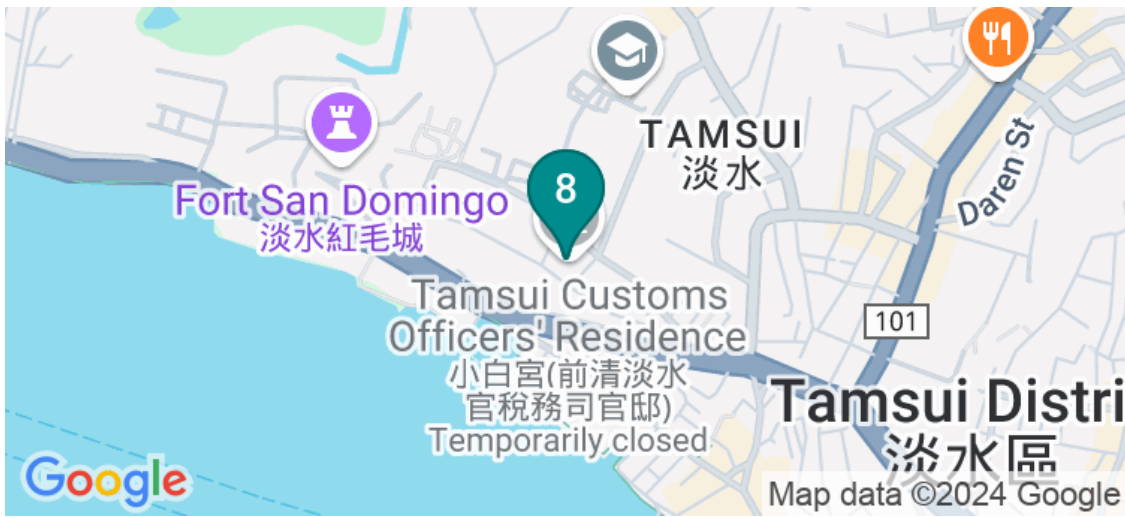 TAMSUI
淡水
Daren St
8
Fort San Domingo
淡水紅毛城
Tamsui Customs
Officers' Residence
小白宮(前清淡水
官稅務司官邸)
Temporarily closed
101
Tamsui Distri
淡水區
Google
Map data ©2024 Google